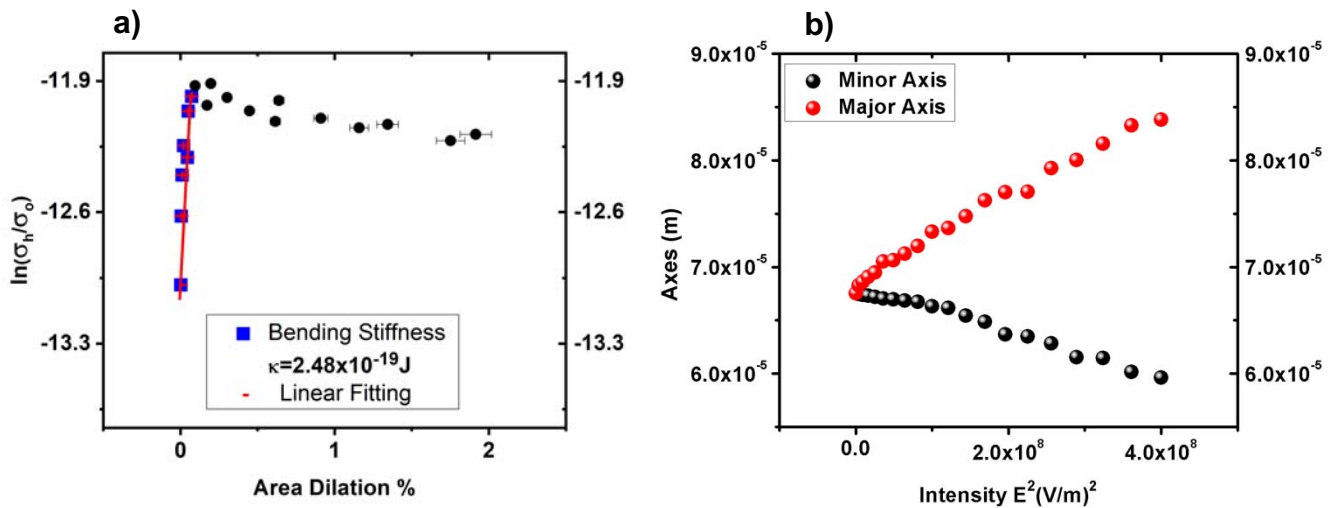 a)
-11.9
-12.6
-13.3
-11.9
-12.6
-13.3
ln(σₕ/σₒ)
Bending Stiffness
κ=2.48x10⁻¹⁹J
Linear Fitting
0 1 2
Area Dilation %
b)
9.0x10⁻⁵
8.0x10⁻⁵
7.0x10⁻⁵
6.0x10⁻⁵
9.0x10⁻⁵
8.0x10⁻⁵
7.0x10⁻⁵
6.0x10⁻⁵
Axes (m)
Minor Axis
Major Axis
0.0 2.0x10⁸ 4.0x10⁸
Intensity E²(V/m)²